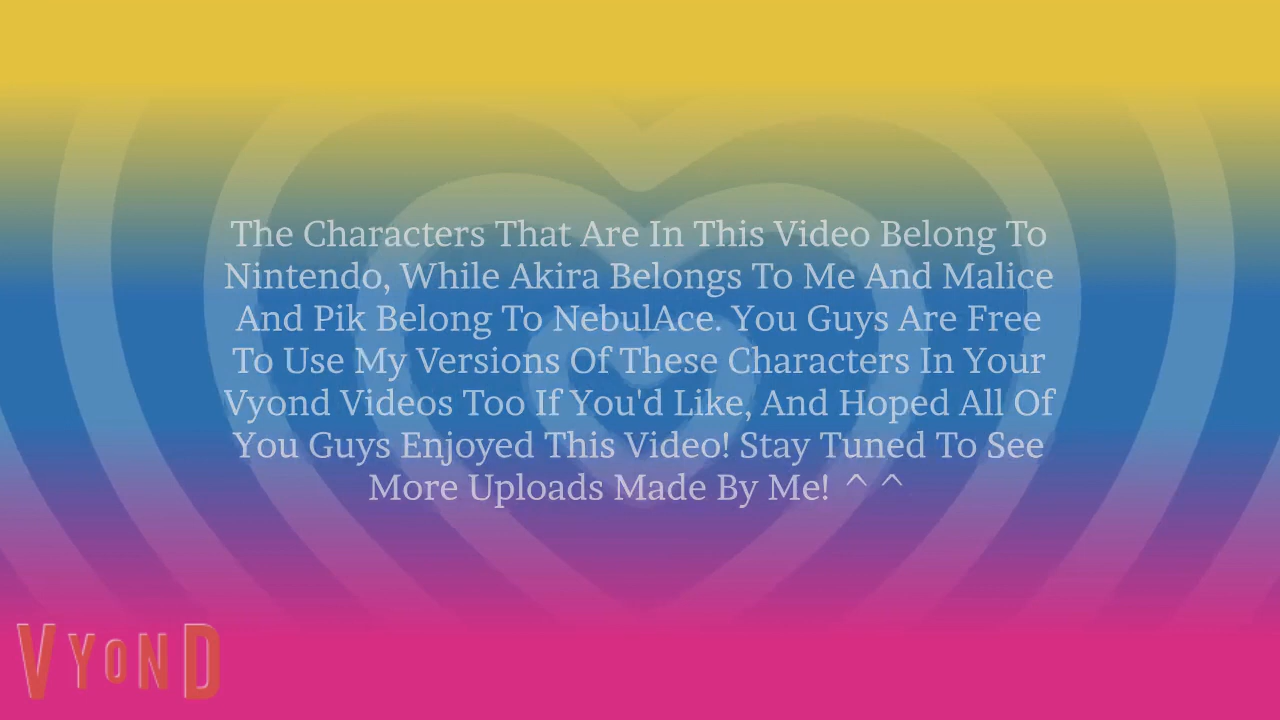 The Characters That Are In This Video Belong To
Nintendo, While Akira Belongs To Me And Malice
And Pik Belong To NebulAce. You Guys Are Free
To Use My Versions Of These Characters In Your
Vyond Videos Too If You'd Like, And Hoped All Of
You Guys Enjoyed This Video! Stay Tuned To See
More Uploads Made By Me! ^ ^
VYOND